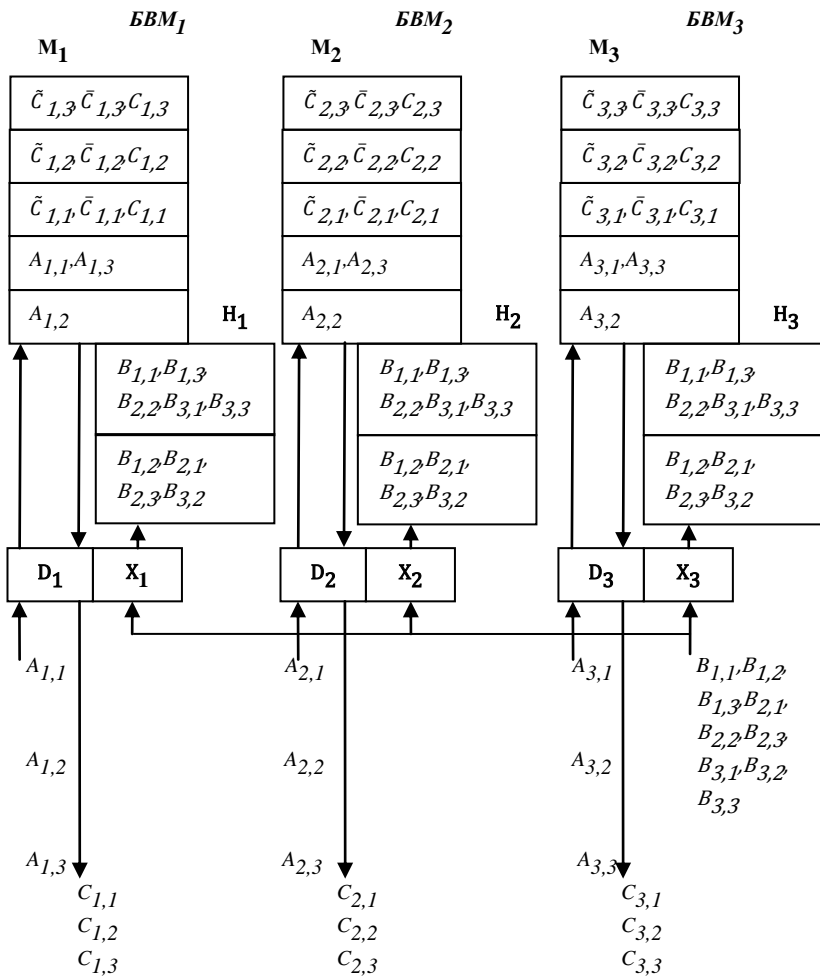 БВМ₁ БВМ₂ БВМ₃
M₁ M₂ M₃
C̃₁,₃, C̄₁,₃, C₁,₃ C̃₂,₃, C̄₂,₃, C₂,₃ C̃₃,₃, C̄₃,₃, C₃,₃
C̃₁,₂, C̄₁,₂, C₁,₂ C̃₂,₂, C̄₂,₂, C₂,₂ C̃₃,₂, C̄₃,₂, C₃,₂
C̃₁,₁, C̄₁,₁, C₁,₁ C̃₂,₁, C̄₂,₁, C₂,₁ C̃₃,₁, C̄₃,₁, C₃,₁
A₁,₁, A₁,₃ A₂,₁, A₂,₃ A₃,₁, A₃,₃
A₁,₂ H₁ A₂,₂ H₂ A₃,₂ H₃
B₁,₁, B₁,₃, B₁,₁, B₁,₃, B₁,₁, B₁,₃,
B₂,₂, B₃,₁, B₃,₃ B₂,₂, B₃,₁, B₃,₃ B₂,₂, B₃,₁, B₃,₃
B₁,₂, B₂,₁, B₁,₂, B₂,₁, B₁,₂, B₂,₁,
B₂,₃, B₃,₂ B₂,₃, B₃,₂ B₂,₃, B₃,₂
D₁ X₁ D₂ X₂ D₃ X₃
A₁,₁ A₂,₁ A₃,₁ B₁,₁, B₁,₂,
B₁,₃, B₂,₁,
B₂,₂, B₂,₃,
A₁,₂ A₂,₂ A₃,₂ B₃,₁, B₃,₂,
B₃,₃
A₁,₃ A₂,₃ A₃,₃
C₁,₁ C₂,₁ C₃,₁
C₁,₂ C₂,₂ C₃,₂
C₁,₃ C₂,₃ C₃,₃